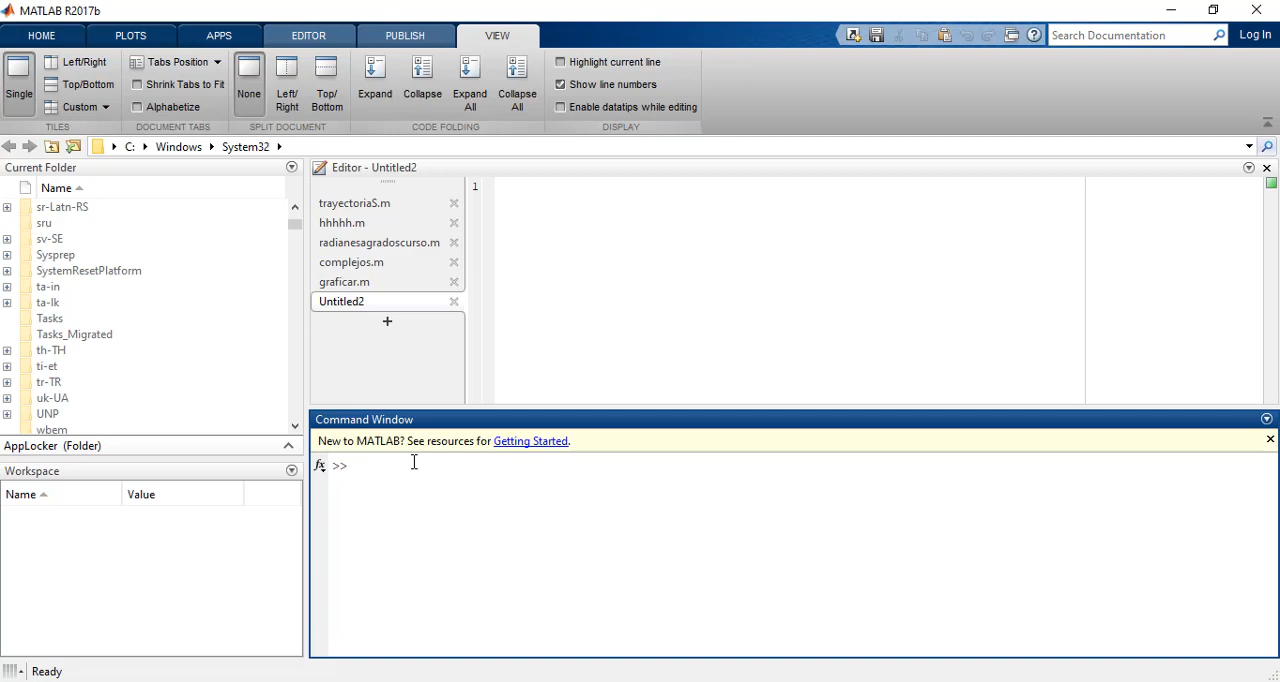 MATLAB R2017b
HOME PLOTS APPS EDITOR PUBLISH VIEW
Search Documentation
Log In
Single
Left/Right
Top/Bottom
Custom
TILES
Tabs Position
Shrink Tabs to Fit
Alphabetize
DOCUMENT TABS
None
Left/
Right
Top/
Bottom
SPLIT DOCUMENT
Expand
Collapse
Expand
All
Collapse
All
CODE FOLDING
Highlight current line
Show line numbers
Enable datatips while editing
DISPLAY
C: Windows System32
Current Folder
Name
sr-Latn-RS
sru
sv-SE
Sysprep
SystemResetPlatform
ta-in
ta-lk
Tasks
Tasks_Migrated
th-TH
ti-et
tr-TR
uk-UA
UNP
wbem
AppLocker (Folder)
Workspace
Name Value
Editor - Untitled2
trayectoriaS.m
hhhhh.m
radianesagradoscurso.m
complejos.m
graficar.m
Untitled2
+
1
Command Window
New to MATLAB? See resources for Getting Started.
fx >>
Ready